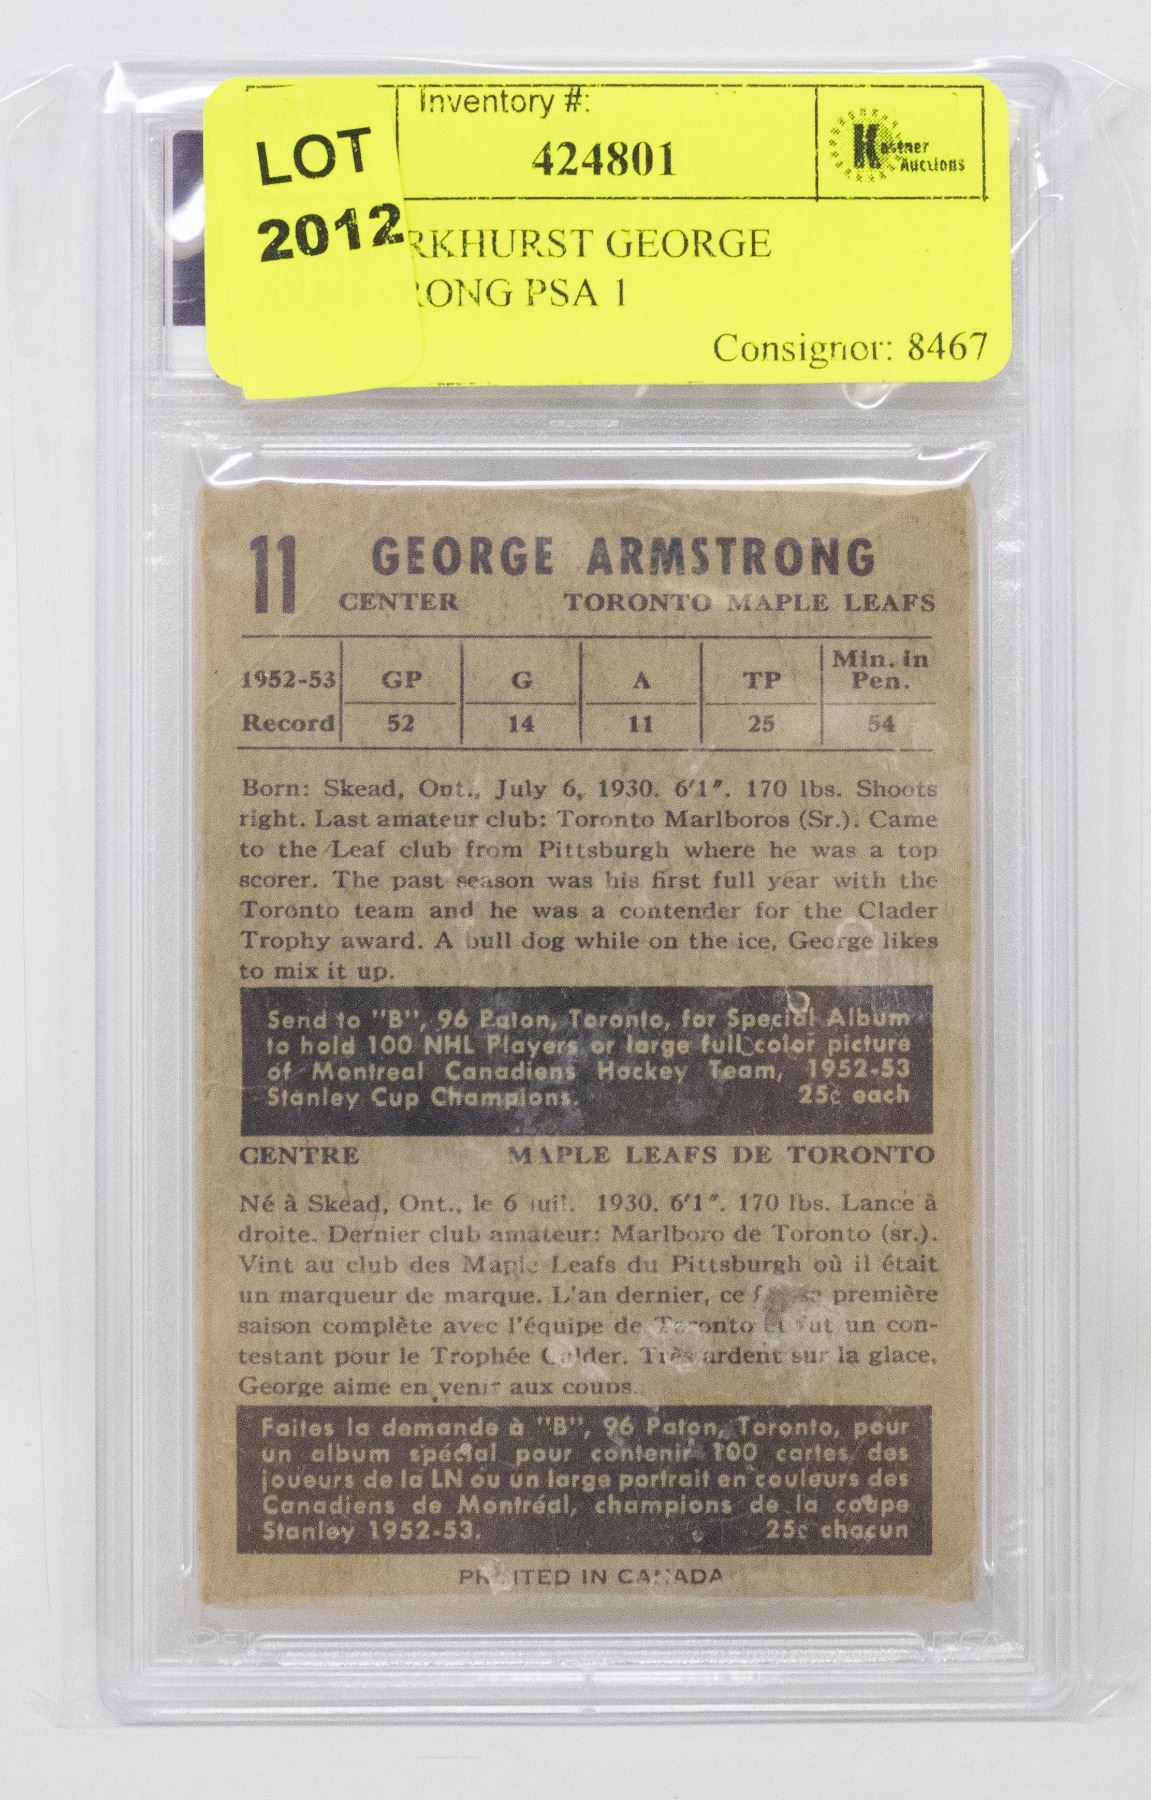 Inventory #:
LOT
424801
Kastner
Auctions
2012
RKHURST GEORGE
RONG PSA 1
Consignor: 8467
11 GEORGE ARMSTRONG
CENTER TORONTO MAPLE LEAFS
1952-53 GP G A TP Min. in Pen.
Record 52 14 11 25 54
Born: Skead, Ont., July 6, 1930. 6'1". 170 lbs. Shoots
right. Last amateur club: Toronto Marlboros (Sr.). Came
to the Leaf club from Pittsburgh where he was a top
scorer. The past season was his first full year with the
Toronto team and he was a contender for the Clader
Trophy award. A bull dog while on the ice, George likes
to mix it up.
Send to "B", 96 Paton, Toronto, for Special Album
to hold 100 NHL Players or large full color picture
of Montreal Canadiens Hockey Team, 1952-53
Stanley Cup Champions. 25¢ each
CENTRE MAPLE LEAFS DE TORONTO
Né à Skead, Ont., le 6 juil. 1930. 6'1". 170 lbs. Lance à
droite. Dernier club amateur: Marlboro de Toronto (sr.).
Vint au club des Maple Leafs du Pittsburgh où il était
un marqueur de marque. L'an dernier, ce fut sa première
saison complète avec l'équipe de Toronto et fut un con-
testant pour le Trophée Calder. Très ardent sur la glace,
George aime en venir aux coups.
Faites la demande à "B", 96 Paton, Toronto, pour
un album spécial pour contenir 100 cartes des
joueurs de la LN ou un large portrait en couleurs des
Canadiens de Montréal, champions de la coupe
Stanley 1952-53. 25¢ chacun
PRINTED IN CANADA